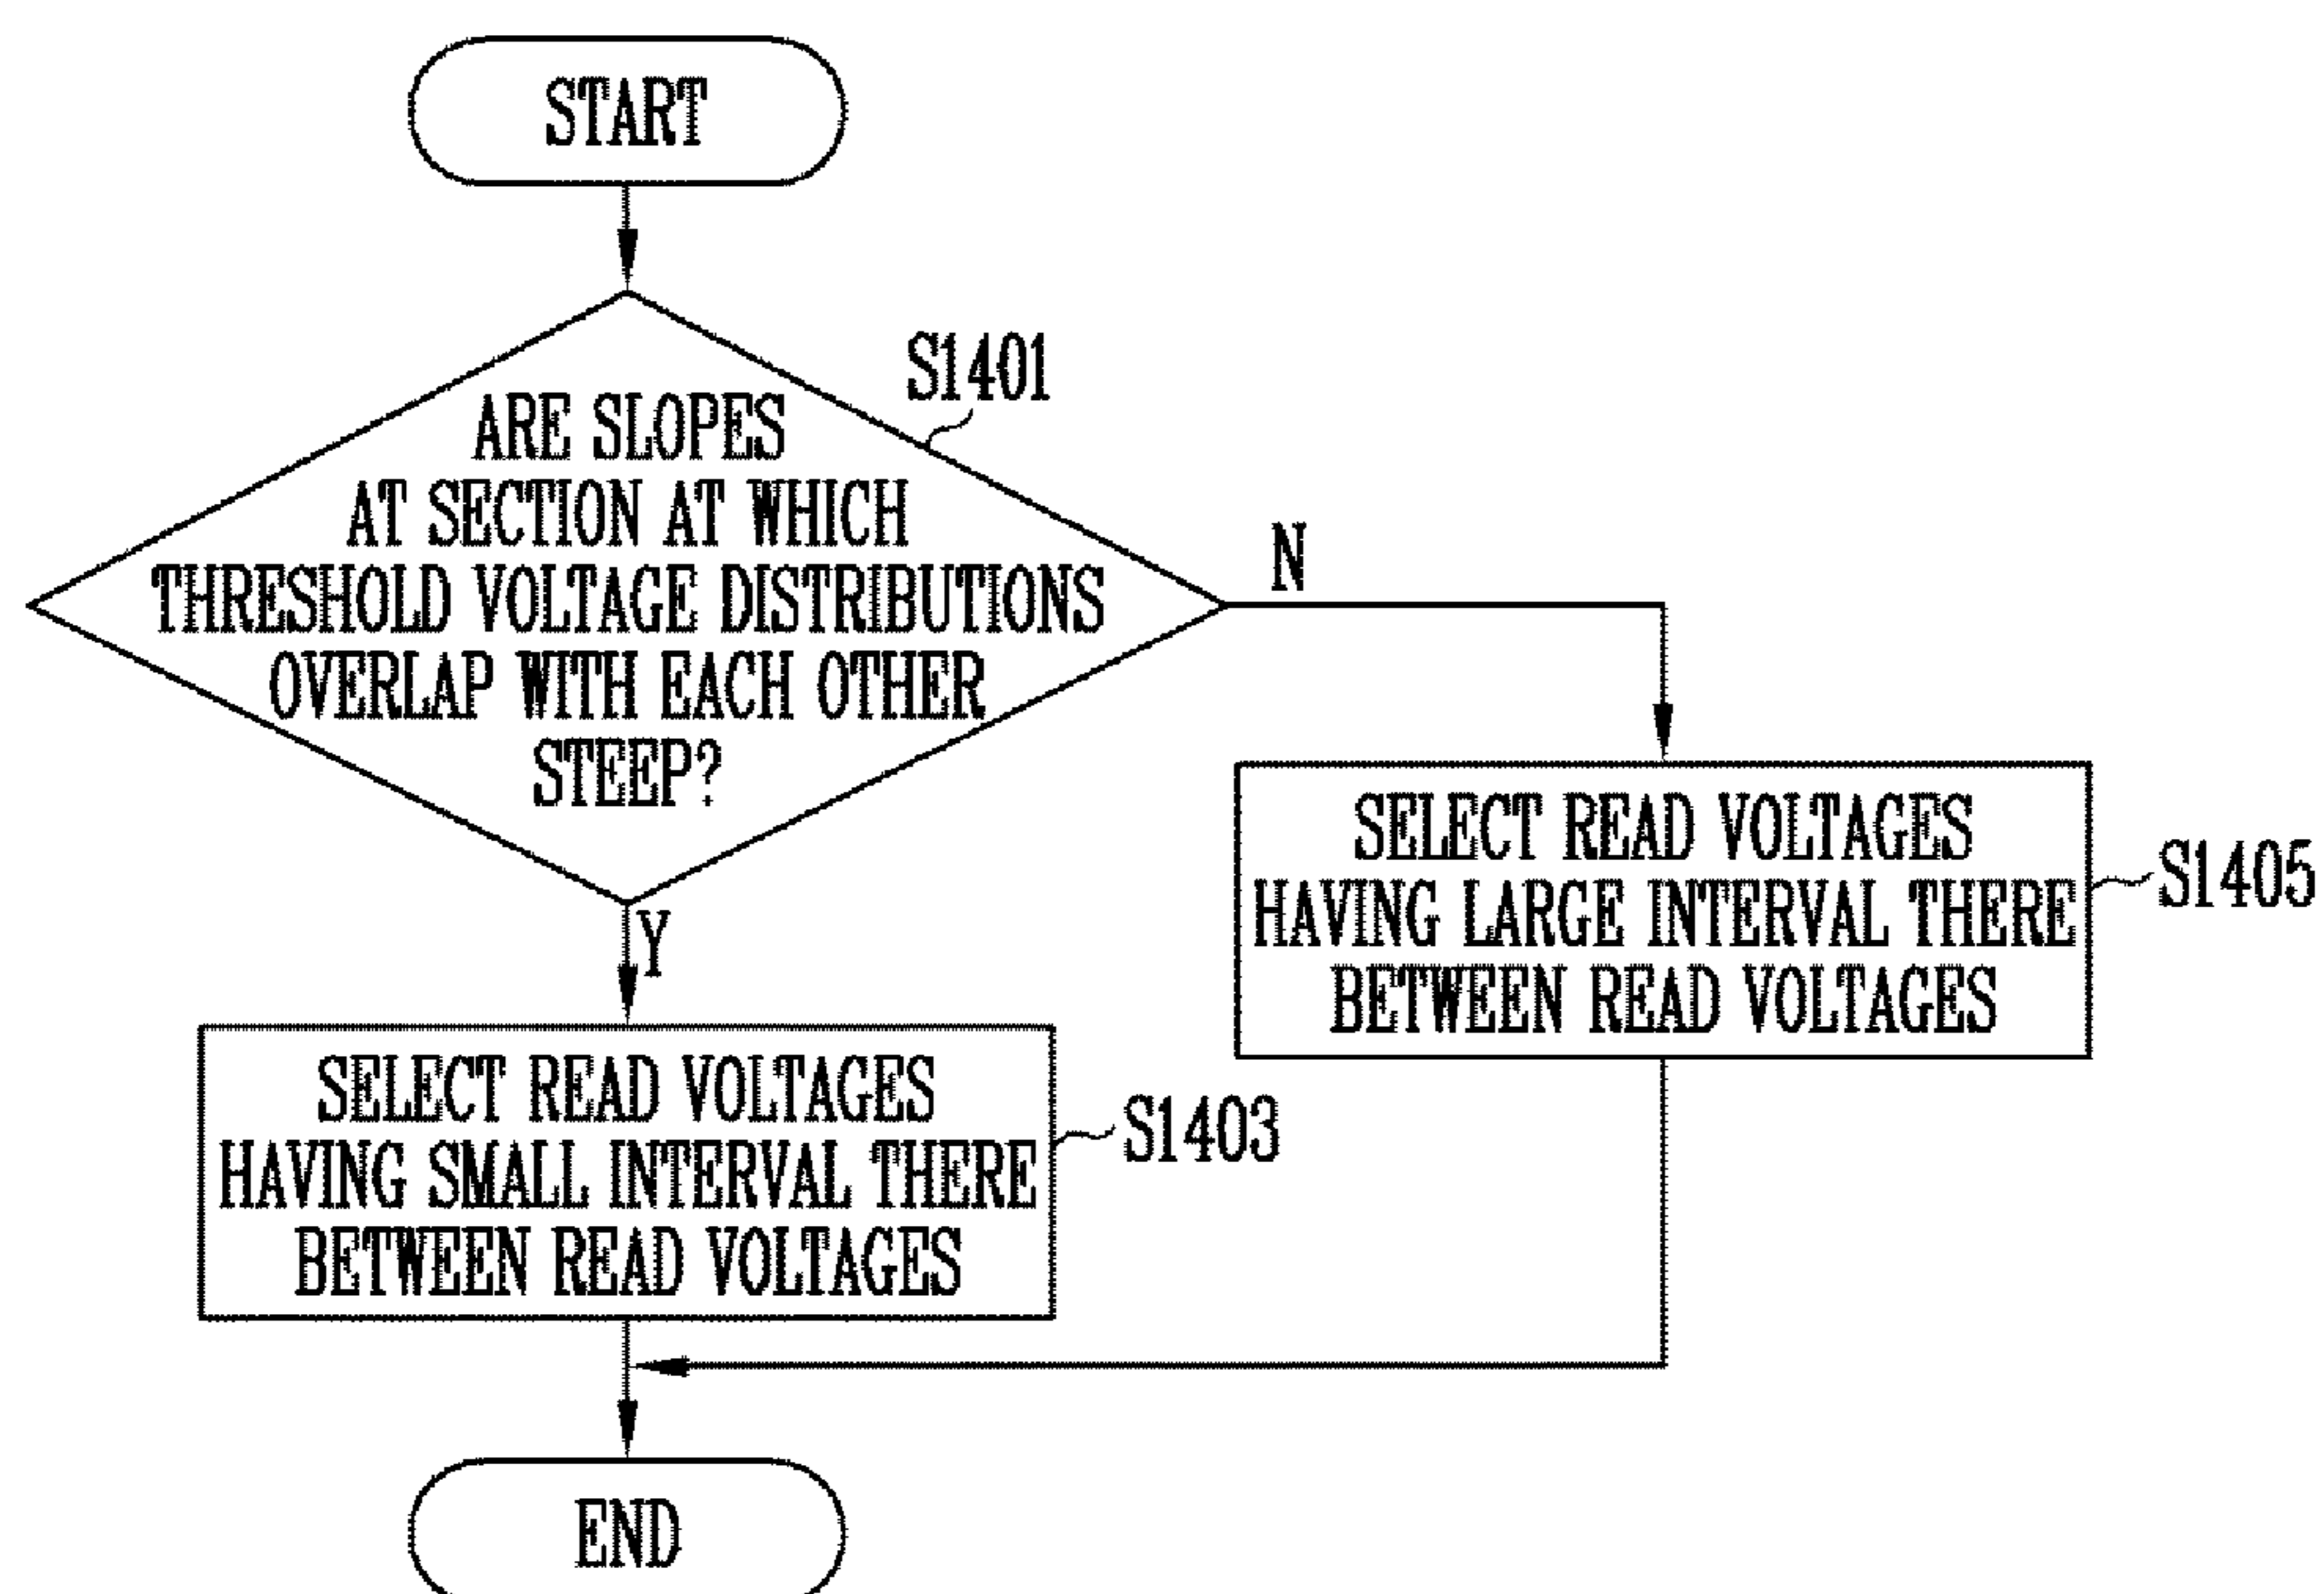 START
S1401
ARE SLOPES
AT SECTION AT WHICH
THRESHOLD VOLTAGE DISTRIBUTIONS
OVERLAP WITH EACH OTHER
STEEP?
N
Y
SELECT READ VOLTAGES
HAVING LARGE INTERVAL THERE
BETWEEN READ VOLTAGES
S1405
SELECT READ VOLTAGES
HAVING SMALL INTERVAL THERE
BETWEEN READ VOLTAGES
S1403
END